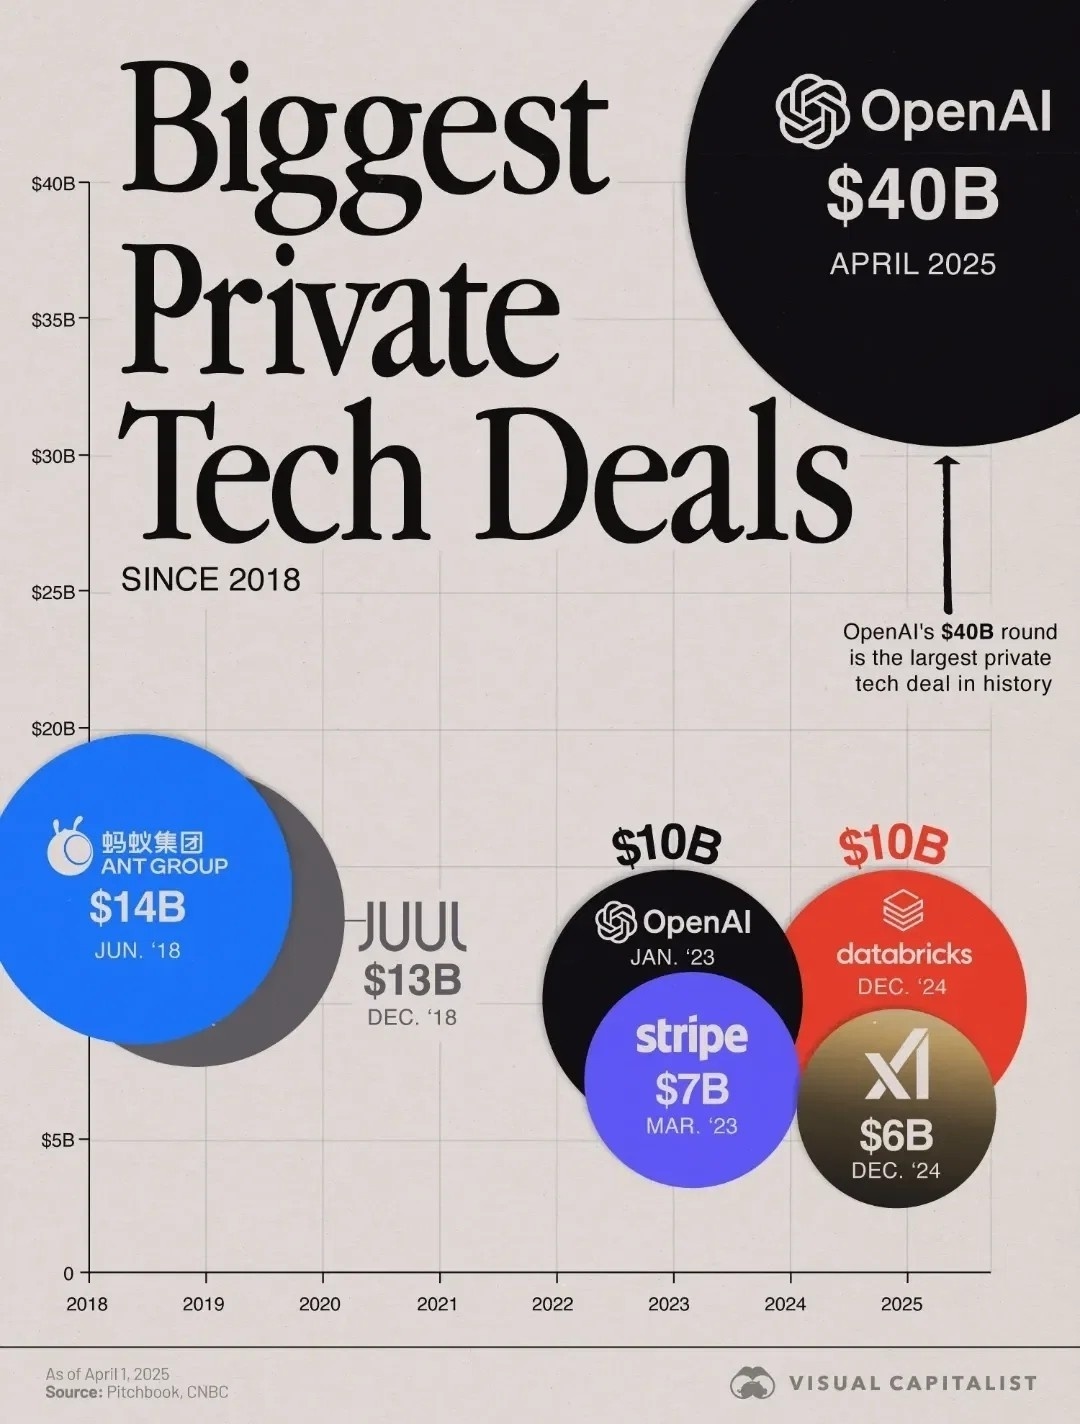 Biggest
Private
Tech Deals
SINCE 2018
OpenAI
$40B
APRIL 2025
OpenAI's $40B round
is the largest private
tech deal in history
$40B
$35B
$30B
$25B
$20B
$5B
0
蚂蚁集团
ANT GROUP
$14B
JUN. ‘18
JUUL
$13B
DEC. ‘18
$10B
OpenAI
JAN. ‘23
stripe
$7B
MAR. ‘23
$10B
databricks
DEC. ‘24
xI
$6B
DEC. ‘24
2018 2019 2020 2021 2022 2023 2024 2025
As of April 1, 2025
Source: Pitchbook, CNBC
VISUAL CAPITALIST